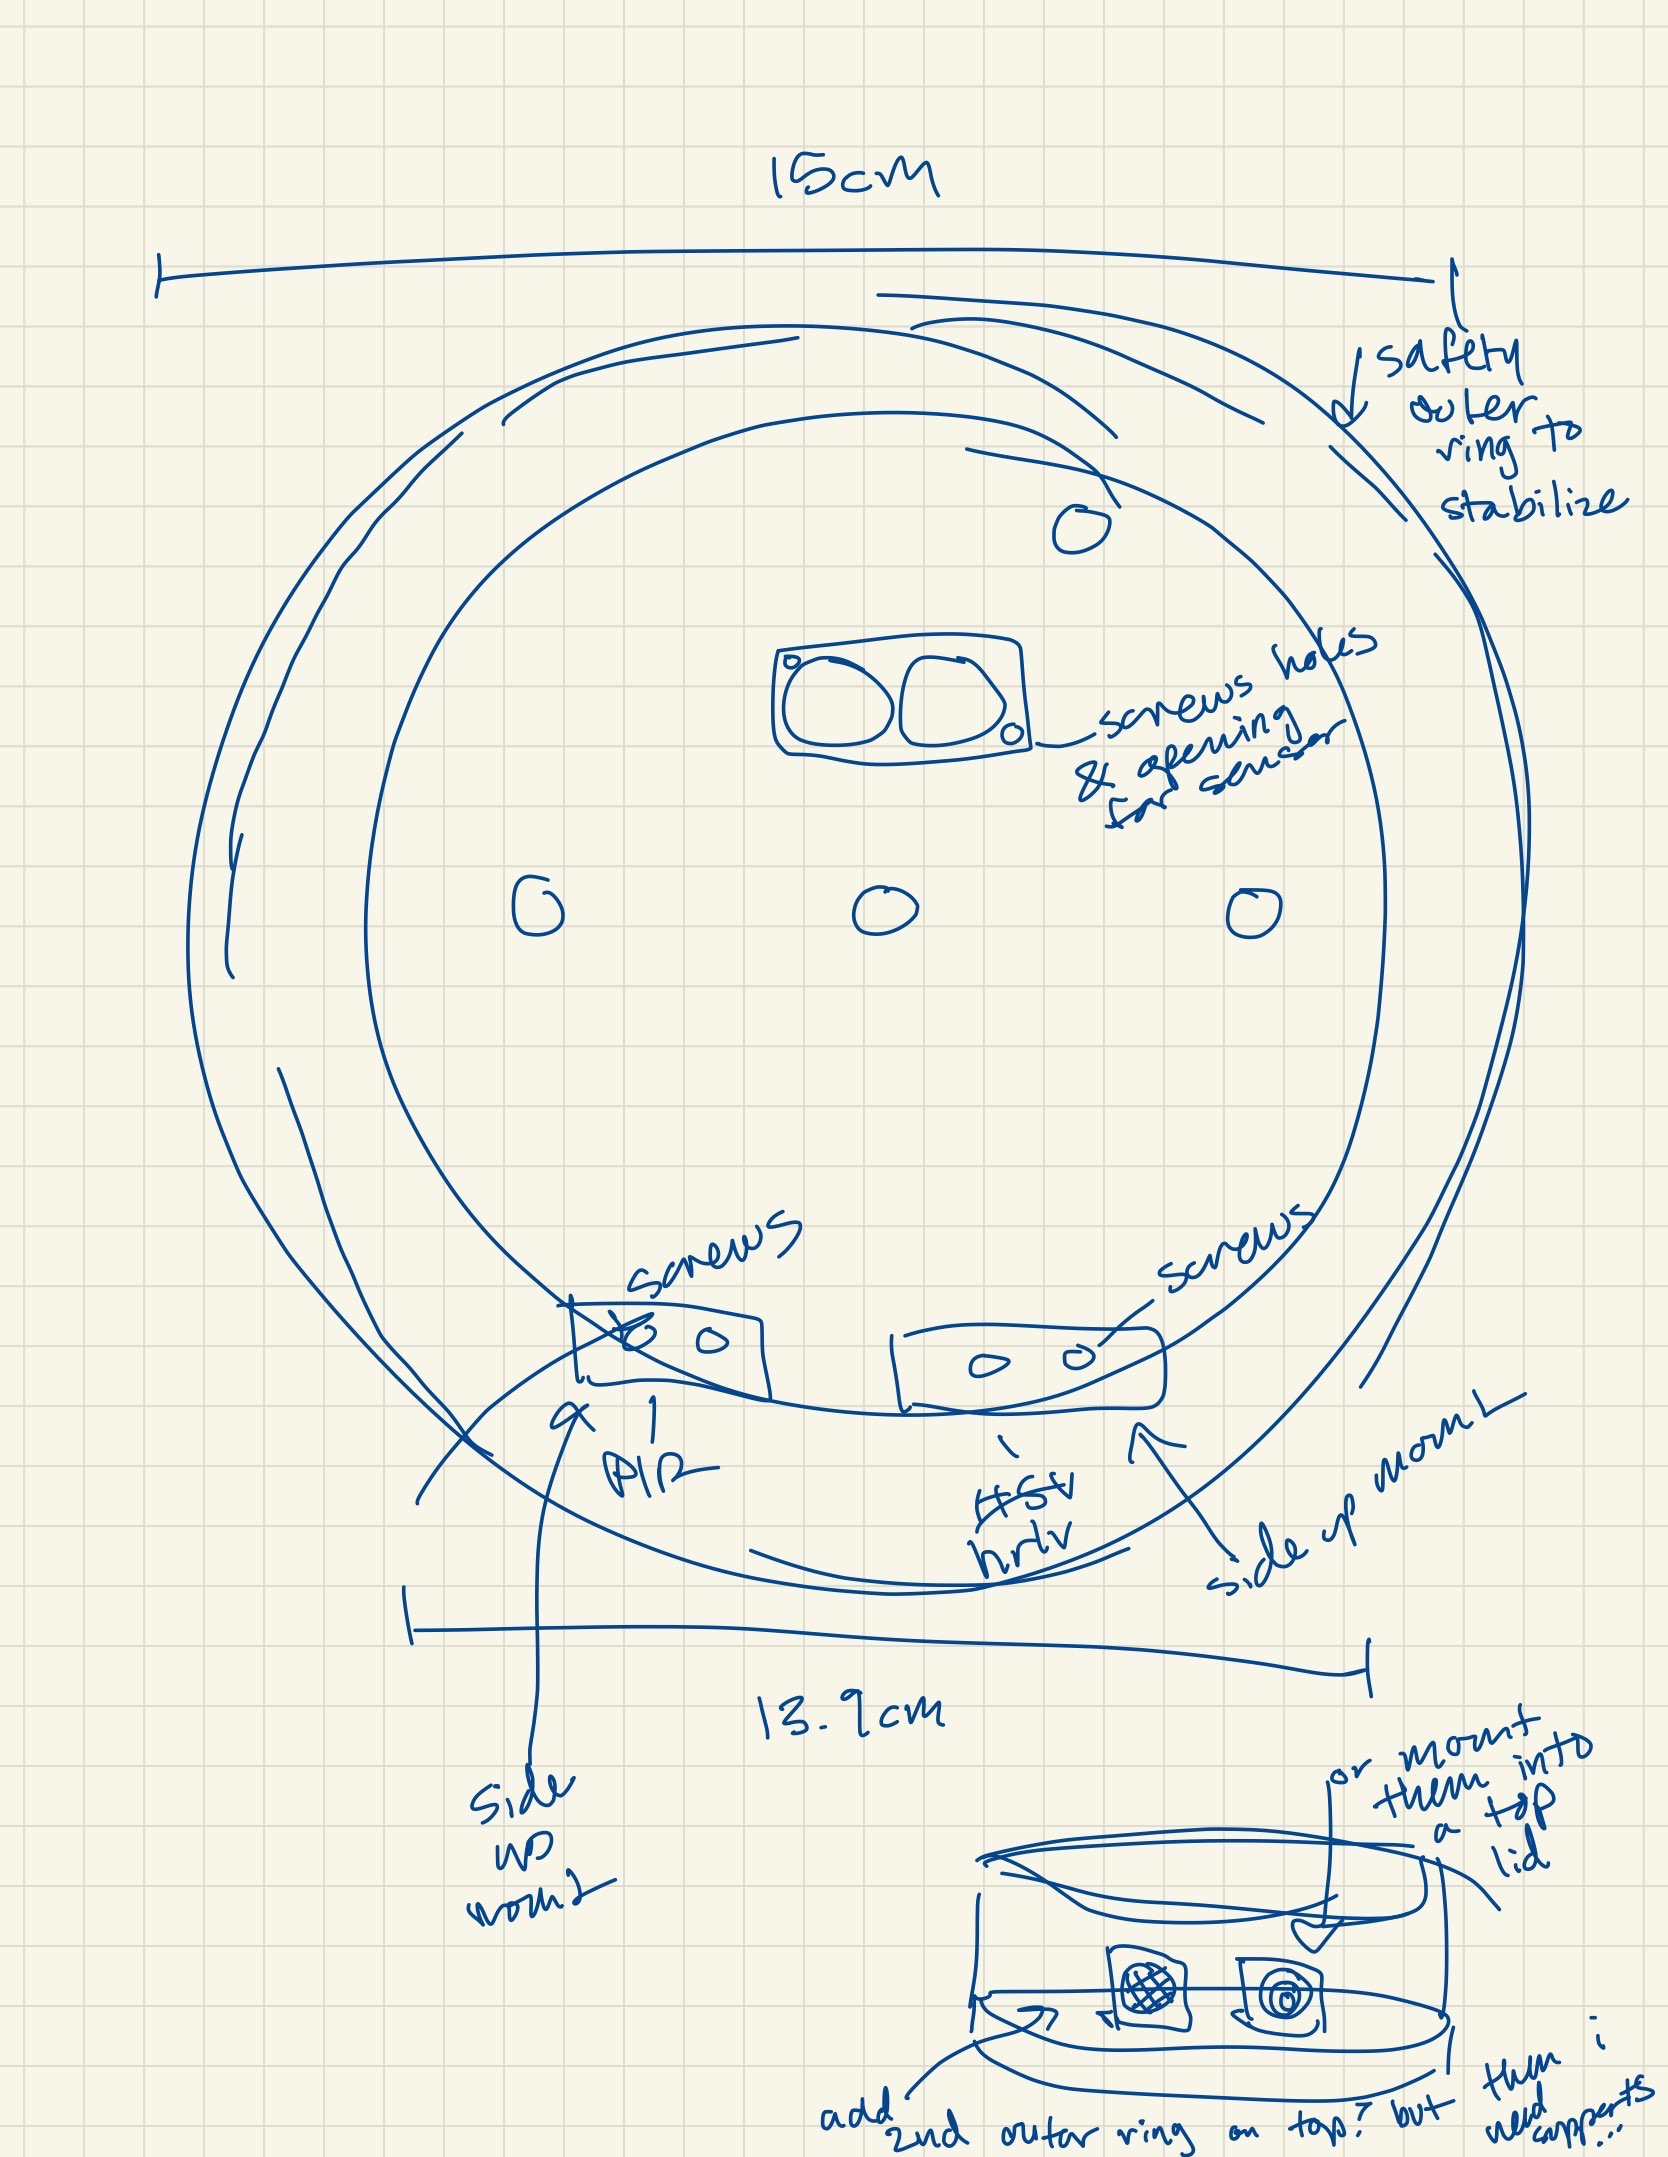 15cm
safety
outer
ring to
stabilize
screws holes
& opening
for sensor
screws
screws
PIR
side up mount
13.9cm
side
up
mount
or mount
them into
a top
lid
add 2nd outer ring on top? but then i
need supports...